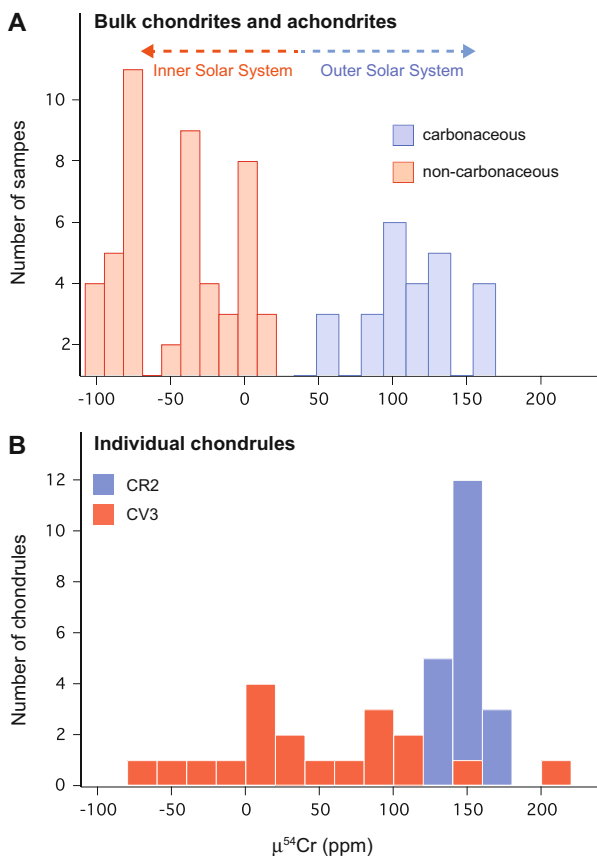 A
Bulk chondrites and achondrites
Inner Solar System
Outer Solar System
carbonaceous
non-carbonaceous
Number of sampes
10
8
6
4
2
-100
-50
0
50
100
150
200
B
Individual chondrules
CR2
CV3
Number of chondrules
12
10
8
6
4
2
0
-100
-50
0
50
100
150
200
μ⁵⁴Cr (ppm)